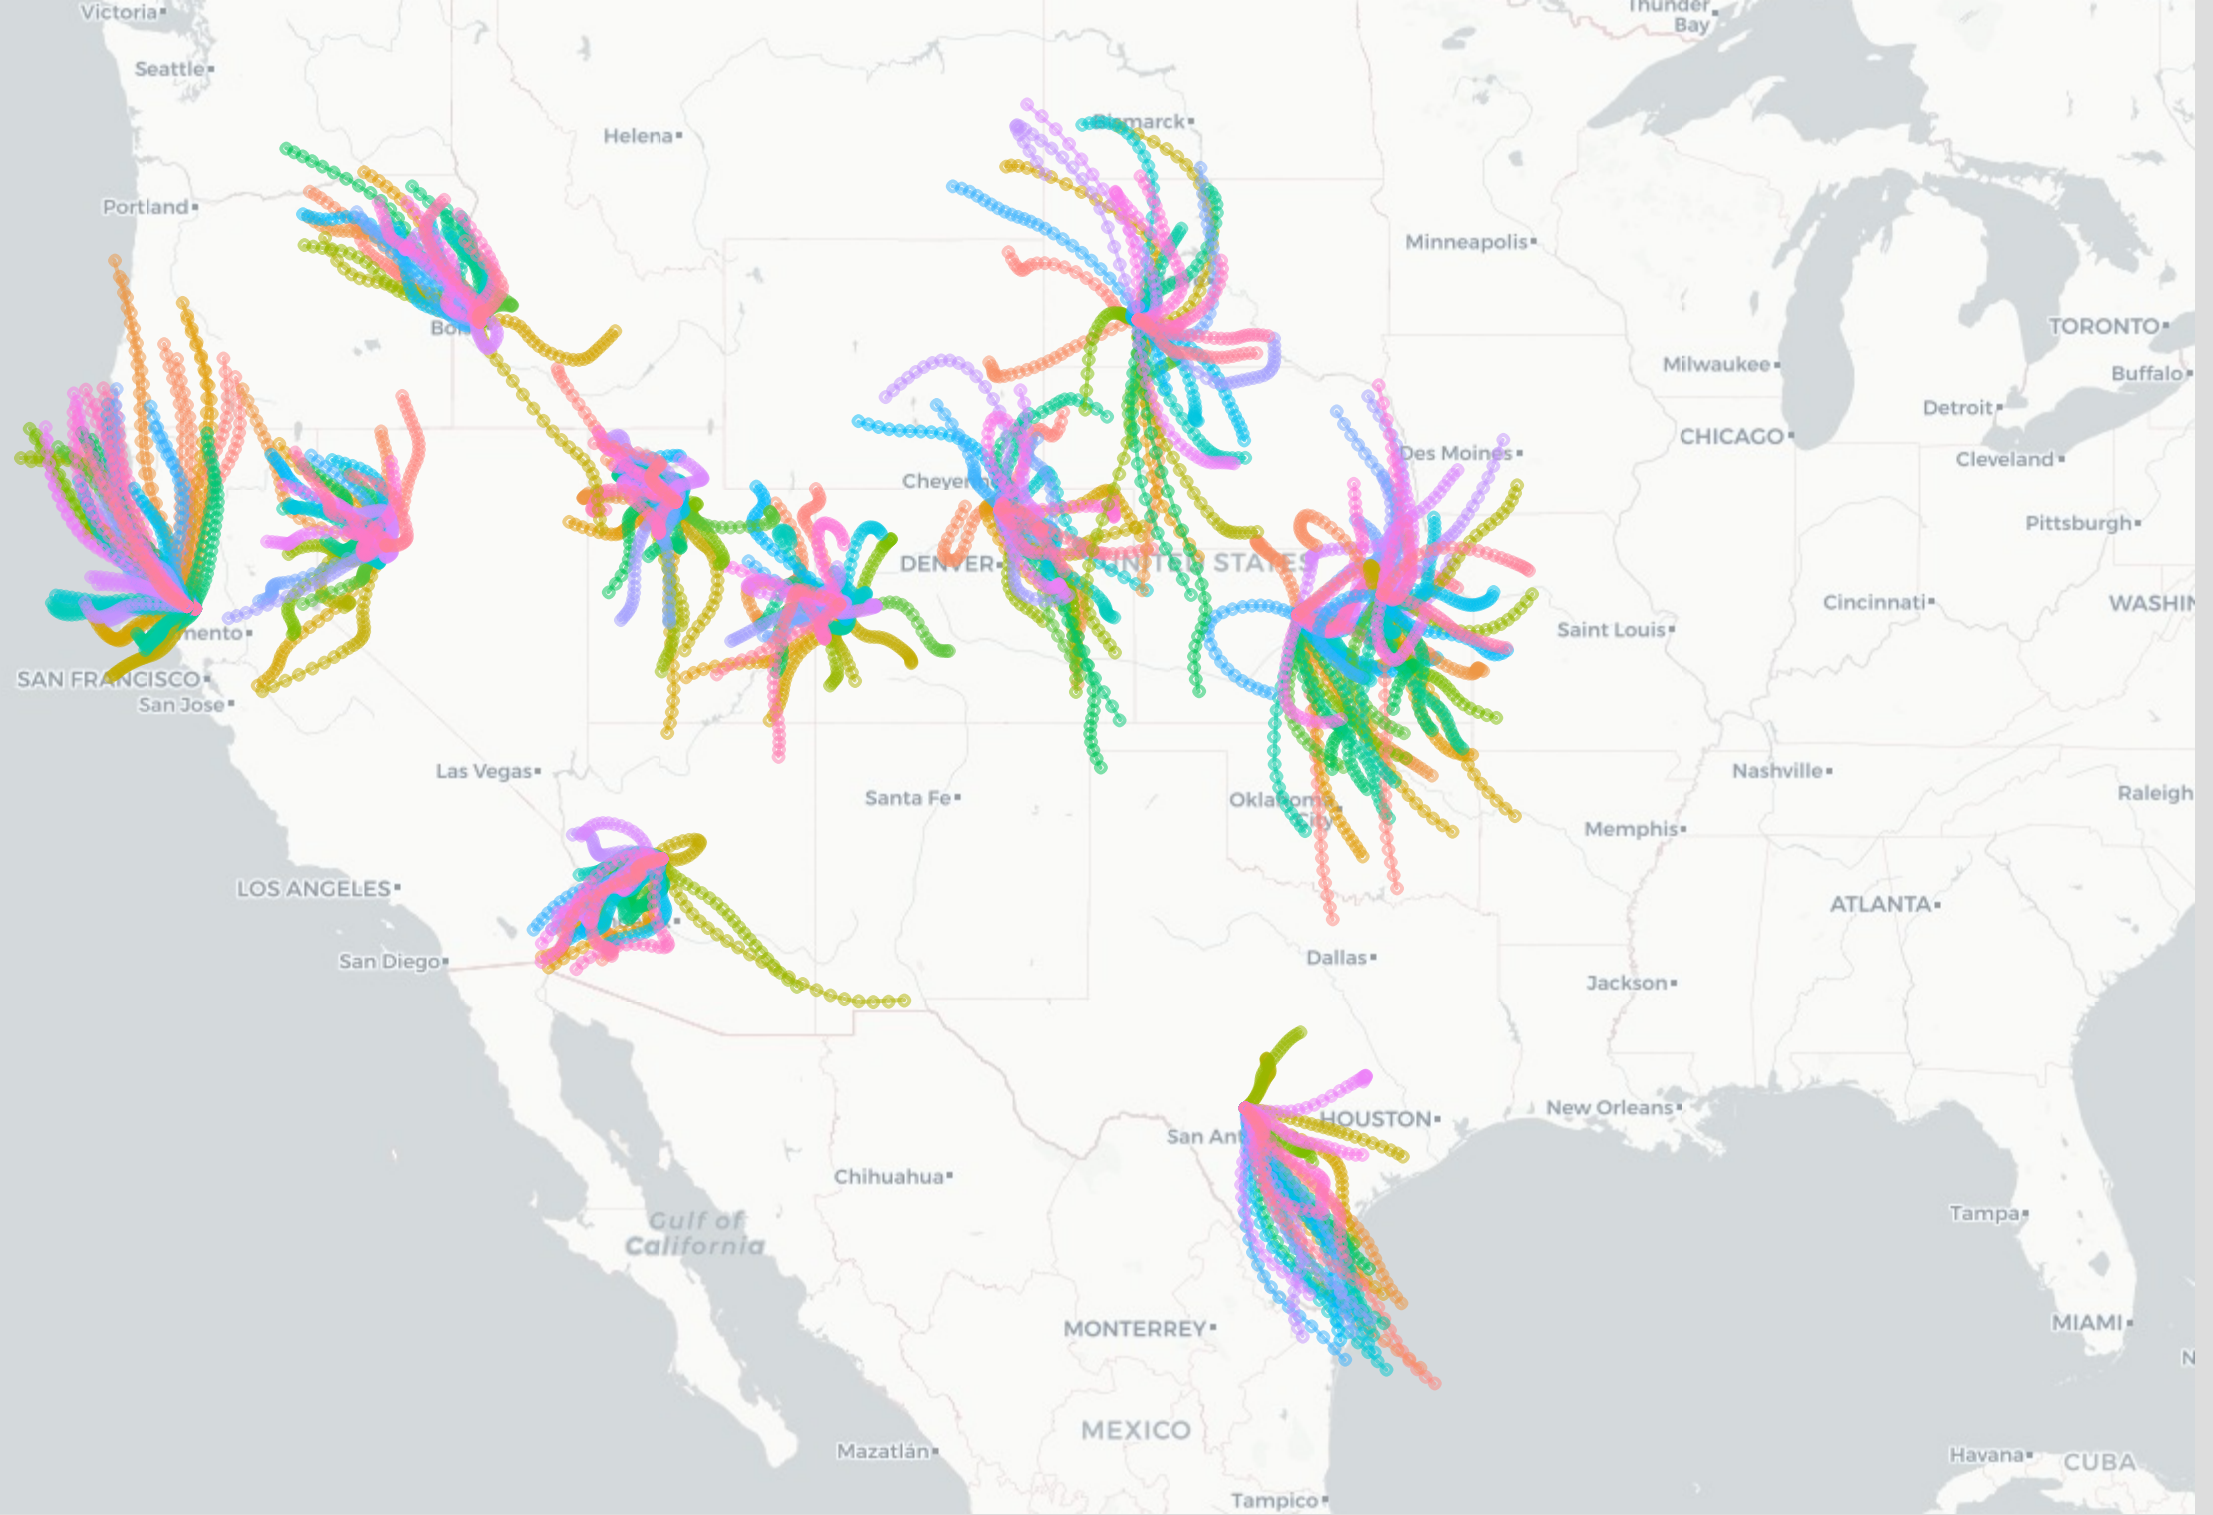 Victoria
Thunder
Bay
Seattle
Helena
Bismarck
Portland
Minneapolis
TORONTO
Milwaukee
Buffalo
Detroit
CHICAGO
Des Moines
Cleveland
Cheyenne
Pittsburgh
DENVER
UNITED STATES
Cincinnati
WASHIN
mento
Saint Louis
SAN FRANCISCO
San Jose
Las Vegas
Nashville
Santa Fe
Oklahoma
City
Raleigh
Memphis
LOS ANGELES
ATLANTA
San Diego
Dallas
Jackson
HOUSTON
New Orleans
San Ant
Chihuahua
Gulf of
California
Tampa
MONTERREY
MIAMI
N
MEXICO
Mazatlán
Havana
CUBA
Tampico